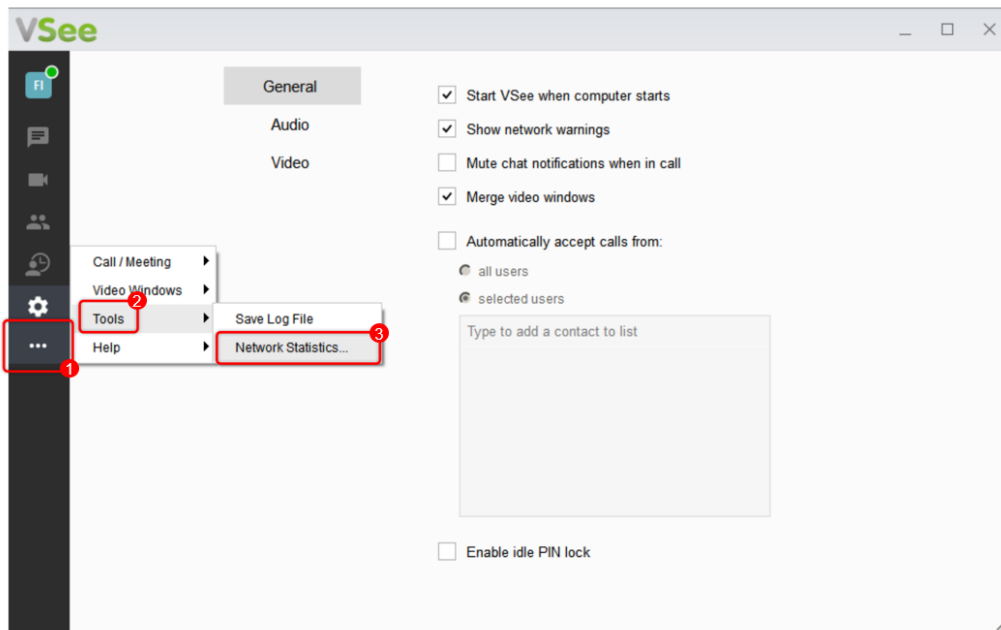 VSee
FI
General
Audio
Video
Start VSee when computer starts
Show network warnings
Mute chat notifications when in call
Merge video windows
Automatically accept calls from:
all users
selected users
Type to add a contact to list
Enable idle PIN lock
Call / Meeting
Video Windows
2
Tools
Help
Save Log File
3
Network Statistics...
1